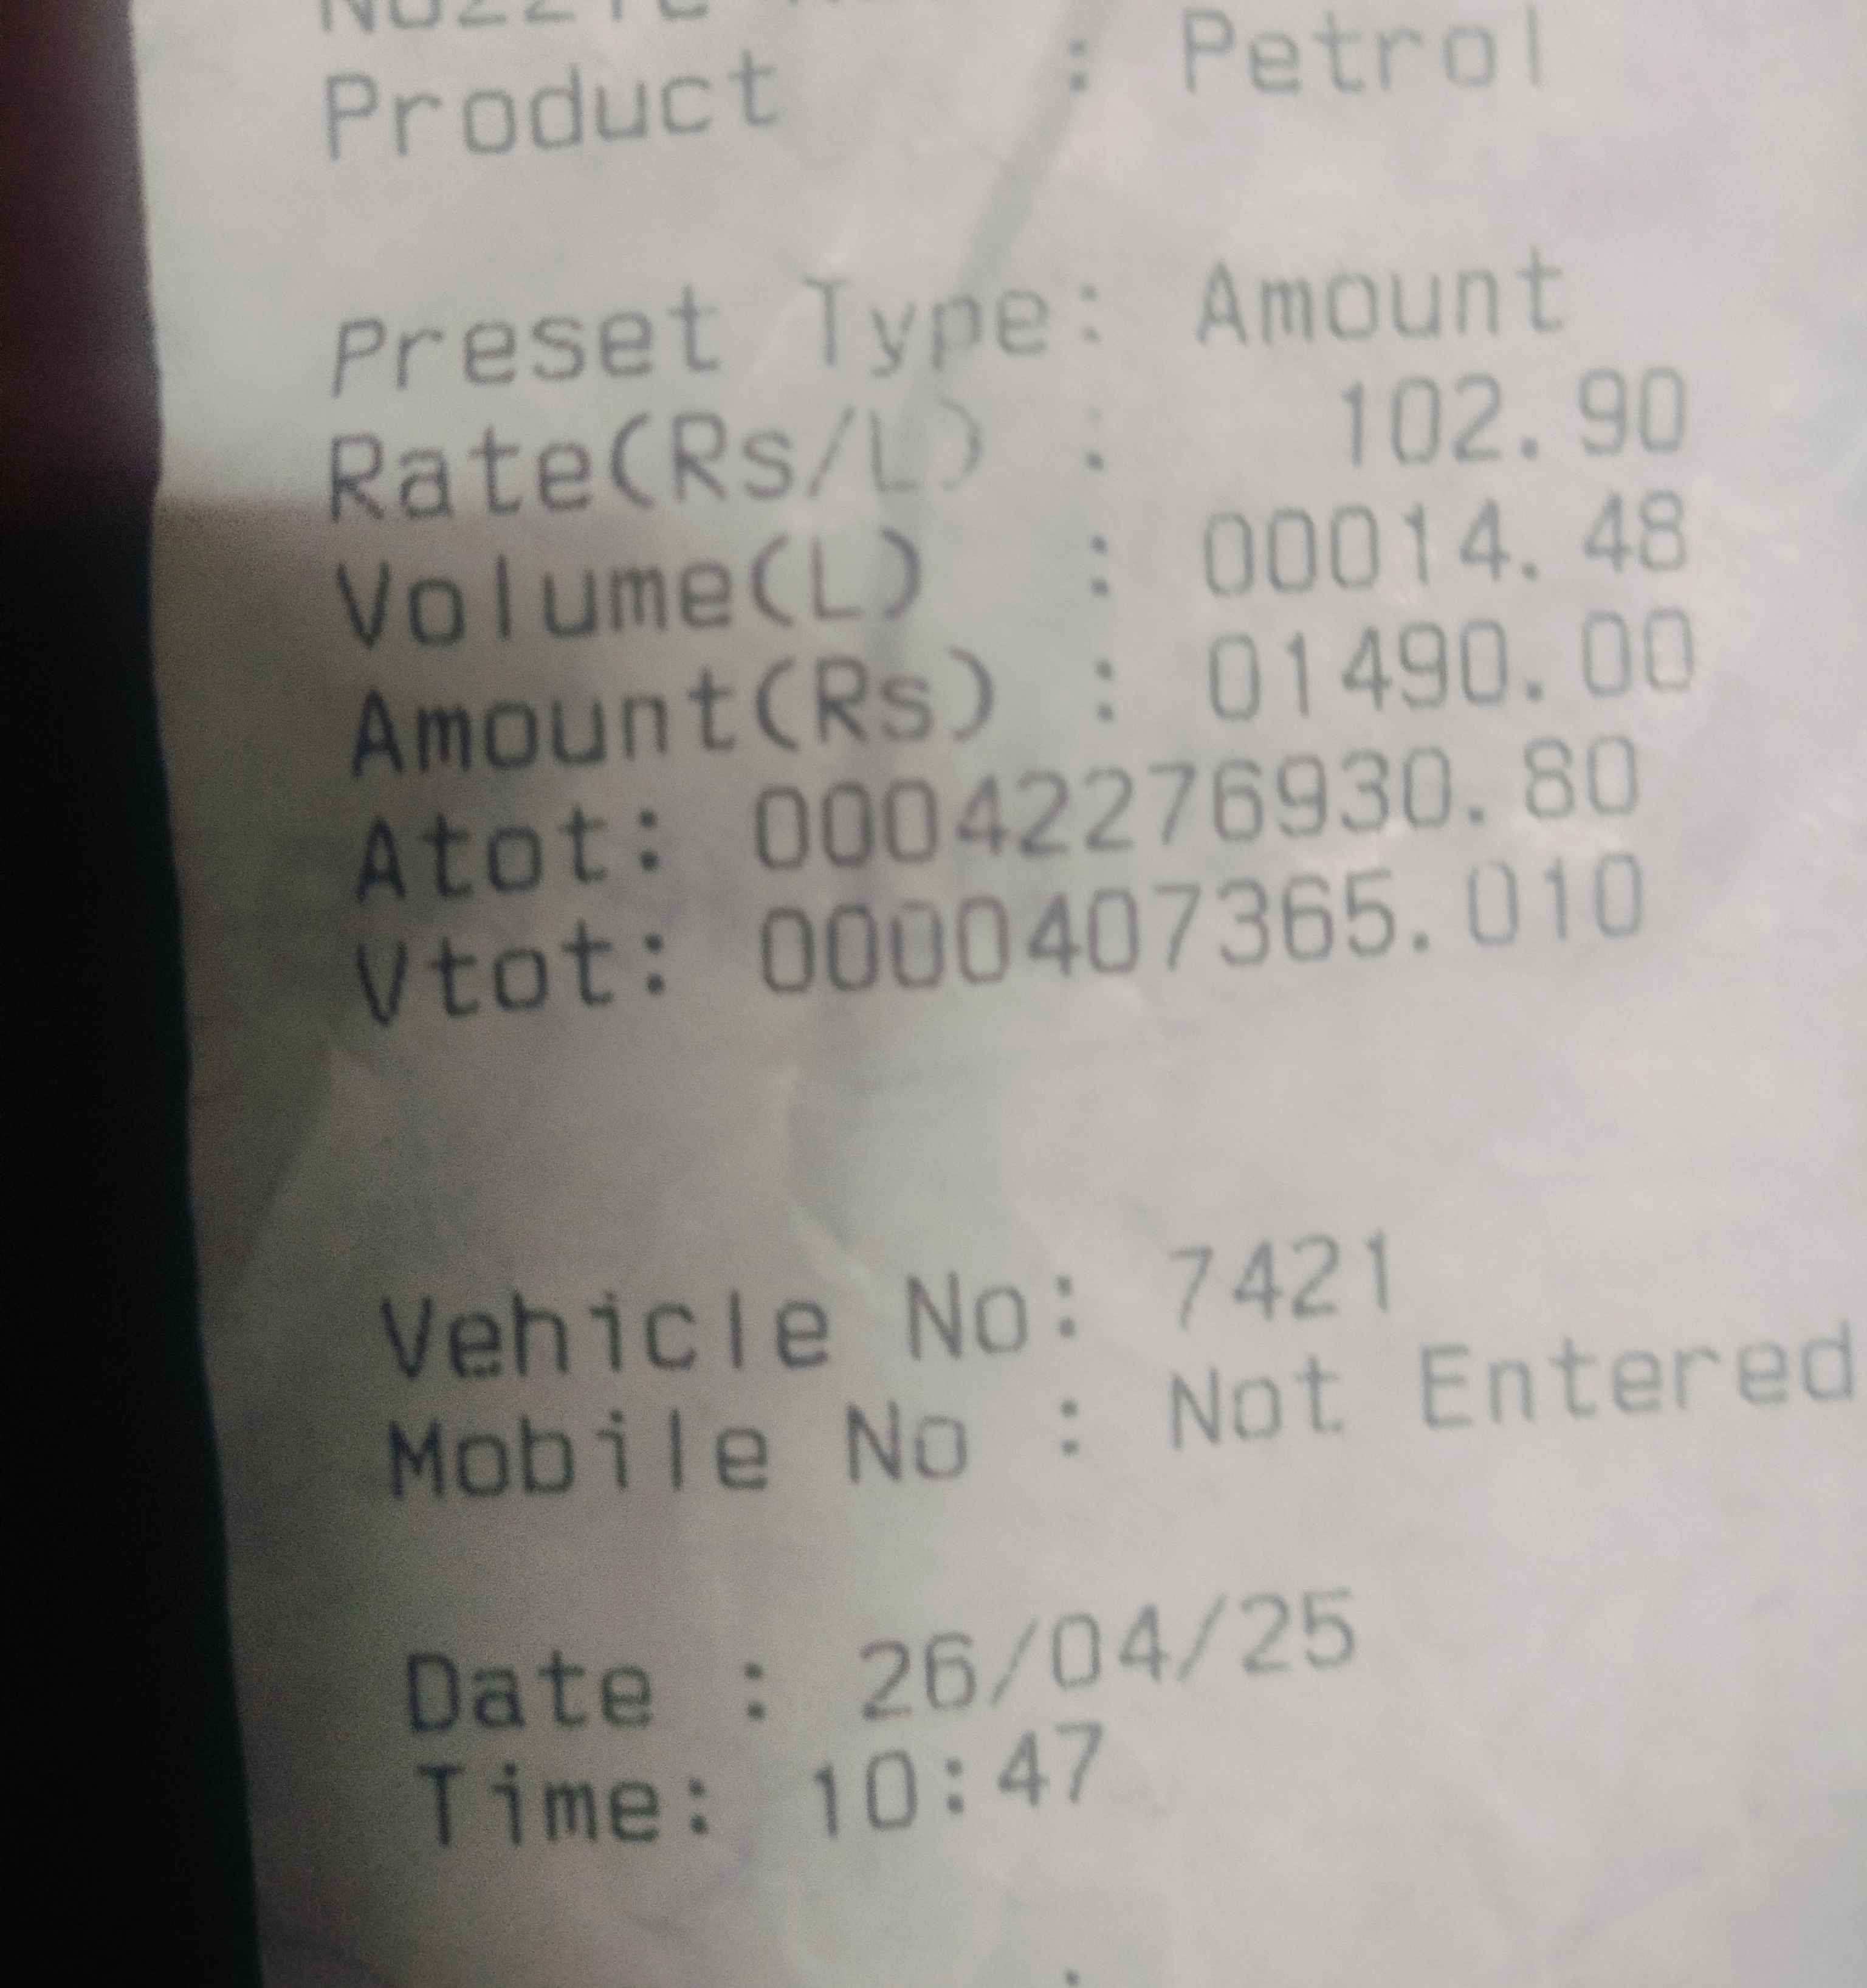 Product : Petrol
Preset Type: Amount
Rate(Rs/L) : 102.90
Volume(L) : 00014.48
Amount(Rs) : 01490.00
Atot: 00042276930.80
Vtot: 0000407365.010
Vehicle No: 7421
Mobile No : Not Entered
Date : 26/04/25
Time: 10:47